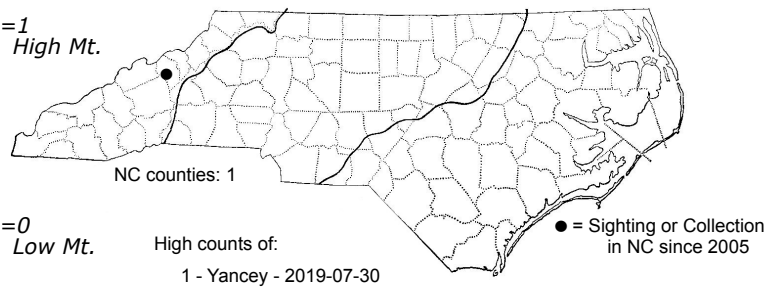 =1
High Mt.
NC counties: 1
=0
Low Mt.
High counts of:
1 - Yancey - 2019-07-30
● = Sighting or Collection
in NC since 2005